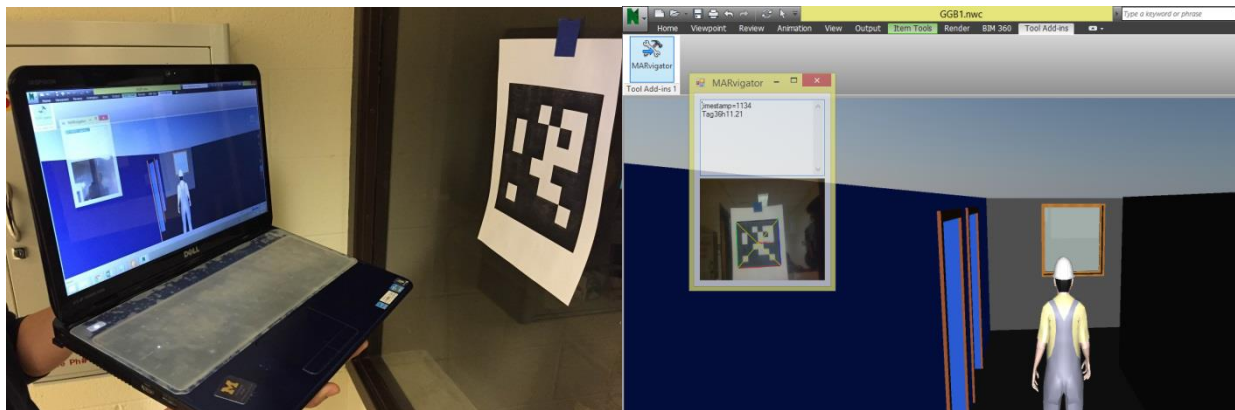 DELL
M
GGB1.nwc
Type a keyword or phrase
Home Viewpoint Review Animation View Output Item Tools Render BIM 360 Tool Add-ins
MARvigator
Tool Add-ins 1
MARvigator
timestamp=1134
Tag36h11.21